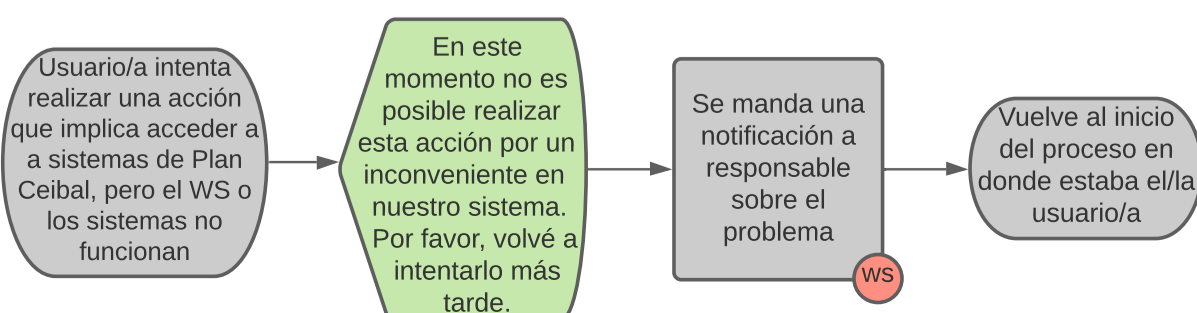 Usuario/a intenta
realizar una acción
que implica acceder a
a sistemas de Plan
Ceibal, pero el WS o
los sistemas no
funcionan
En este
momento no es
posible realizar
esta acción por un
inconveniente en
nuestro sistema.
Por favor, volvé a
intentarlo más
tarde.
Se manda una
notificación a
responsable
sobre el
problema
ws
Vuelve al inicio
del proceso en
donde estaba el/la
usuario/a